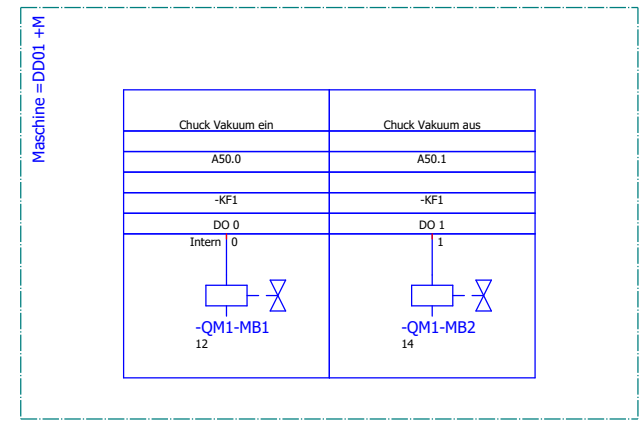 Maschine =DD01 +M
Chuck Vakuum ein Chuck Vakuum aus
A50.0 A50.1
-KF1 -KF1
DO 0 DO 1
Intern 0 1
-QM1-MB1 -QM1-MB2
12 14